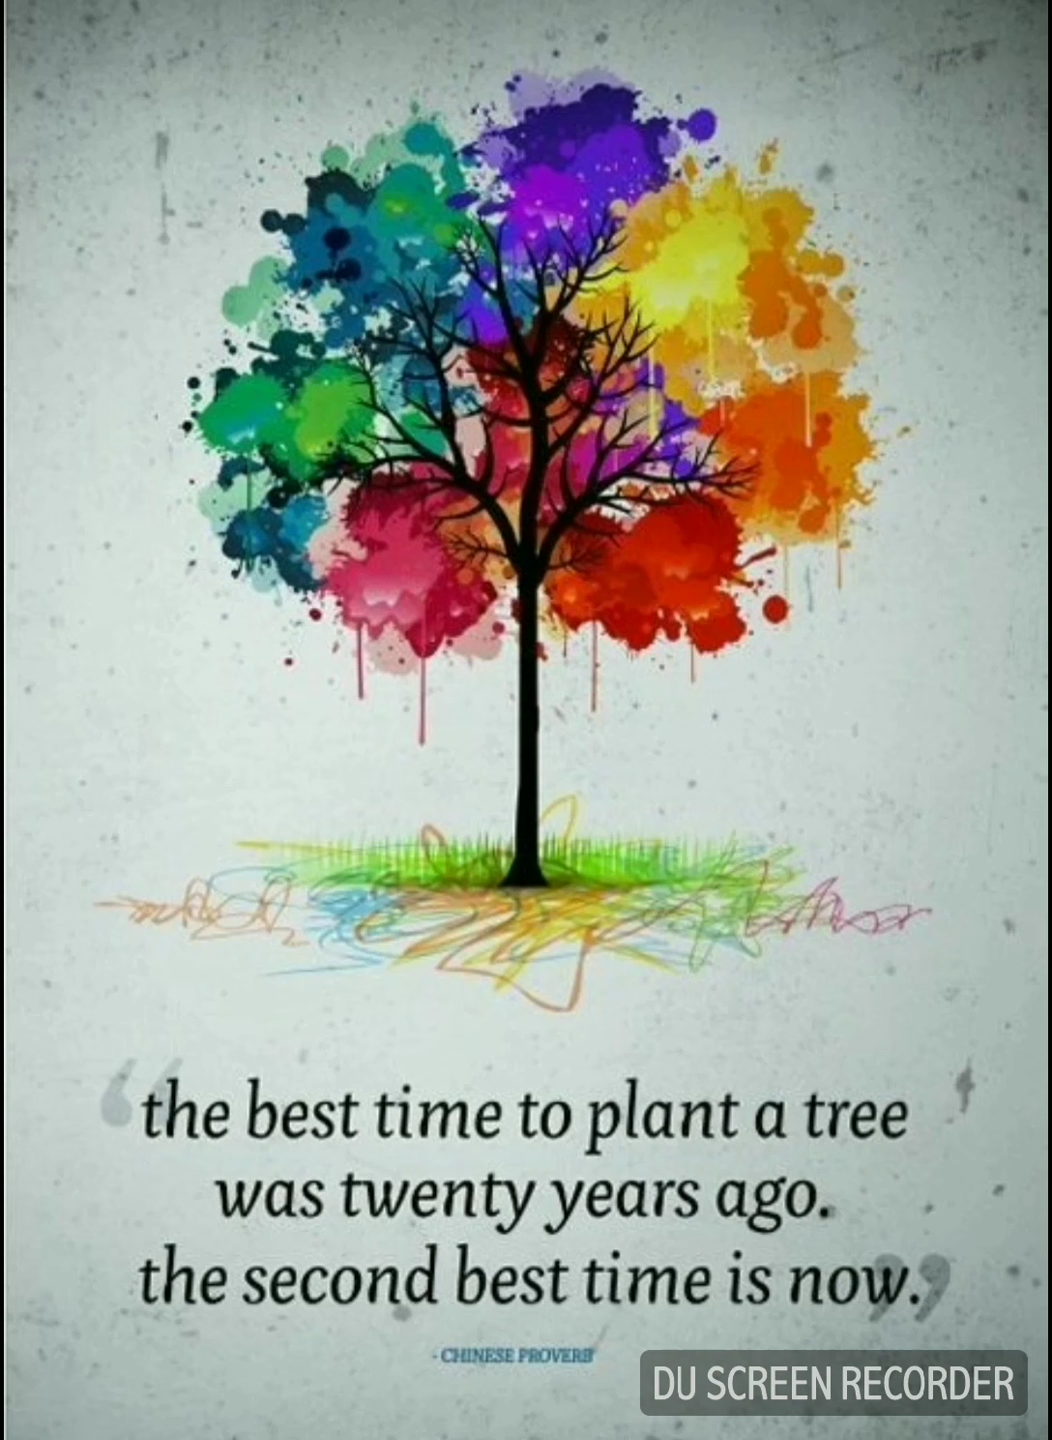 “the best time to plant a tree
was twenty years ago.
the second best time is now.”
- CHINESE PROVERB
DU SCREEN RECORDER